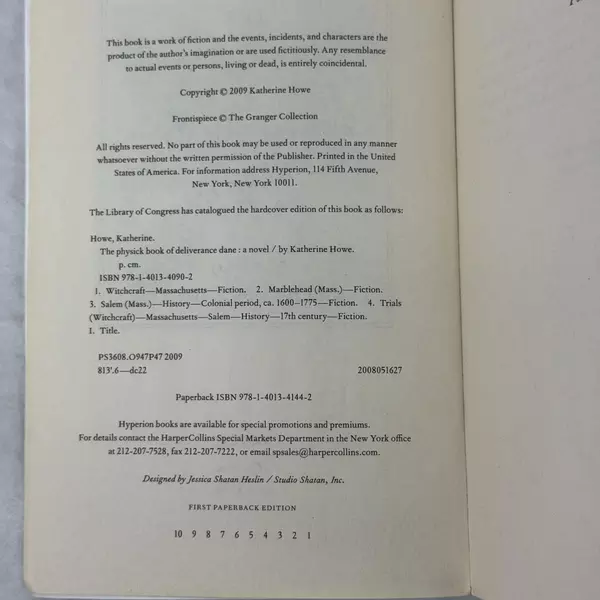 This book is a work of fiction and the events, incidents, and characters are the
product of the author's imagination or are used fictitiously. Any resemblance
to actual events or persons, living or dead, is entirely coincidental.
Copyright © 2009 Katherine Howe
Frontispiece © The Granger Collection
All rights reserved. No part of this book may be used or reproduced in any manner
whatsoever without the written permission of the Publisher. Printed in the United
States of America. For information address Hyperion, 114 Fifth Avenue,
New York, New York 10011.
The Library of Congress has catalogued the hardcover edition of this book as follows:
Howe, Katherine.
The physick book of deliverance dane : a novel / by Katherine Howe.
p. cm.
ISBN 978-1-4013-4090-2
1. Witchcraft—Massachusetts—Fiction. 2. Marblehead (Mass.)—Fiction.
3. Salem (Mass.)—History—Colonial period, ca. 1600–1775—Fiction. 4. Trials
(Witchcraft)—Massachusetts—Salem—History—17th century—Fiction.
I. Title.
PS3608.O947P47 2009
813'.6—dc22 2008051627
Paperback ISBN 978-1-4013-4144-2
Hyperion books are available for special promotions and premiums.
For details contact the HarperCollins Special Markets Department in the New York office
at 212-207-7528, fax 212-207-7222, or email spsales@harpercollins.com.
Designed by Jessica Shatan Heslin / Studio Shatan, Inc.
FIRST PAPERBACK EDITION
10 9 8 7 6 5 4 3 2 1